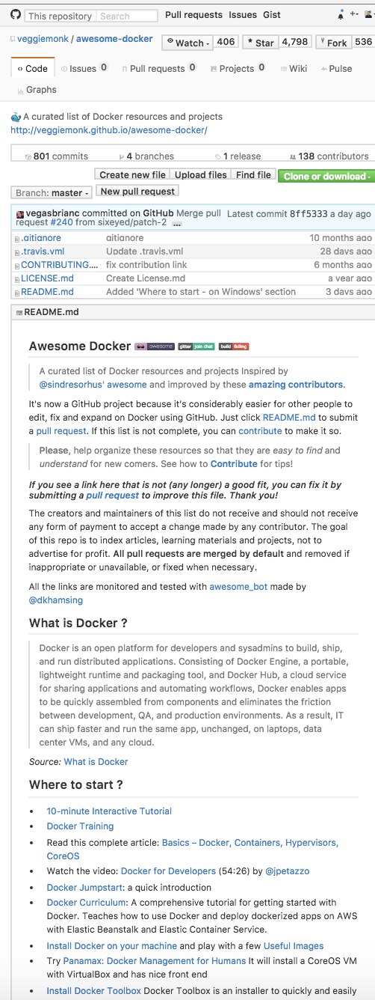 This repository Search Pull requests Issues Gist
veggiemonk / awesome-docker Watch 406 Star 4,798 Fork 536
Code Issues 0 Pull requests 0 Projects 0 Wiki Pulse
Graphs
A curated list of Docker resources and projects
http://veggiemonk.github.io/awesome-docker/
801 commits 4 branches 1 release 138 contributors
Create new file Upload files Find file Clone or download
Branch: master New pull request
vegasbrianc committed on GitHub Merge pull Latest commit 8ff5333 a day ago
request #240 from sixeyed/patch-2 ...
.gitignore gitignore 10 months ago
.travis.yml Update .travis.yml 28 days ago
CONTRIBUTING.... fix contribution link 6 months ago
LICENSE.md Create License.md a year ago
README.md Added 'Where to start - on Windows' section 3 days ago
README.md
Awesome Docker awesome gitter join chat build failing
A curated list of Docker resources and projects Inspired by
@sindresorhus' awesome and improved by these amazing contributors.
It's now a GitHub project because it's considerably easier for other people to
edit, fix and expand on Docker using GitHub. Just click README.md to submit
a pull request. If this list is not complete, you can contribute to make it so.
Please, help organize these resources so that they are easy to find and
understand for new comers. See how to Contribute for tips!
If you see a link here that is not (any longer) a good fit, you can fix it by
submitting a pull request to improve this file. Thank you!
The creators and maintainers of this list do not receive and should not receive
any form of payment to accept a change made by any contributor. The goal
of this repo is to index articles, learning materials and projects, not to
advertise for profit. All pull requests are merged by default and removed if
inappropriate or unavailable, or fixed when necessary.
All the links are monitored and tested with awesome_bot made by
@dkhamsing
What is Docker ?
Docker is an open platform for developers and sysadmins to build, ship,
and run distributed applications. Consisting of Docker Engine, a portable,
lightweight runtime and packaging tool, and Docker Hub, a cloud service
for sharing applications and automating workflows, Docker enables apps
to be quickly assembled from components and eliminates the friction
between development, QA, and production environments. As a result, IT
can ship faster and run the same app, unchanged, on laptops, data
center VMs, and any cloud.
Source: What is Docker
Where to start ?
• 10-minute Interactive Tutorial
• Docker Training
• Read this complete article: Basics – Docker, Containers, Hypervisors,
CoreOS
• Watch the video: Docker for Developers (54:26) by @jpetazzo
• Docker Jumpstart: a quick introduction
• Docker Curriculum: A comprehensive tutorial for getting started with
Docker. Teaches how to use Docker and deploy dockerized apps on AWS
with Elastic Beanstalk and Elastic Container Service.
• Install Docker on your machine and play with a few Useful Images
• Try Panamax: Docker Management for Humans It will install a CoreOS VM
with VirtualBox and has nice front end
• Install Docker Toolbox Docker Toolbox is an installer to quickly and easily